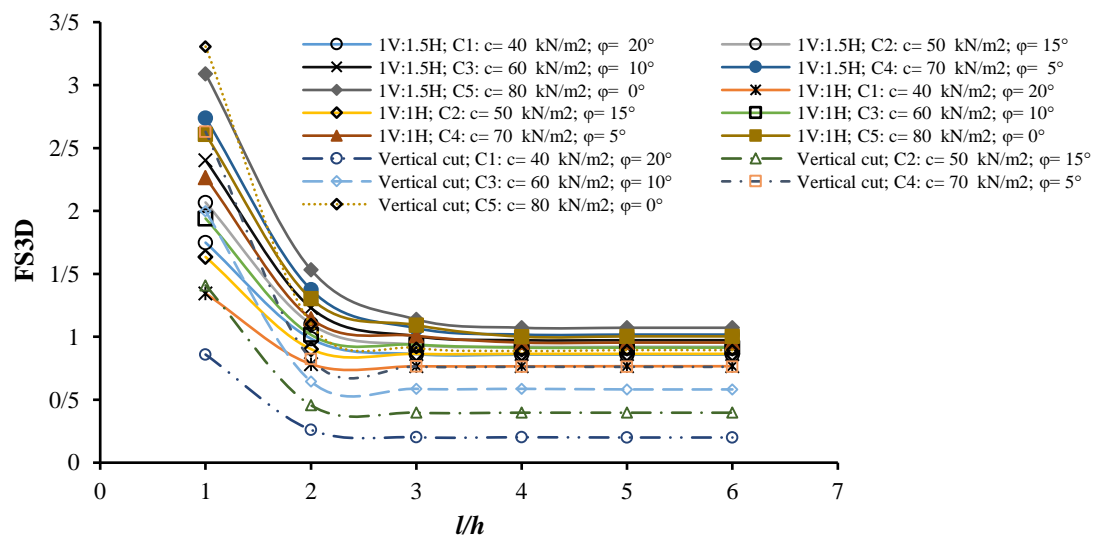 3/5
3
2/5
2
1/5
1
0/5
0
FS3D
1V:1.5H; C1: c= 40 kN/m2; φ= 20°
1V:1.5H, C2: c= 50 kN/m2; φ= 15°
1V:1.5H; C3: c= 60 kN/m2; φ= 10°
1V:1.5H; C4: c= 70 kN/m2; φ= 5°
1V:1.5H; C5: c= 80 kN/m2; φ= 0°
1V:1H; C1: c= 40 kN/m2; φ= 20°
1V:1H; C2: c= 50 kN/m2; φ= 15°
1V:1H; C3: c= 60 kN/m2; φ= 10°
1V:1H; C4: c= 70 kN/m2; φ= 5°
1V:1H; C5: c= 80 kN/m2; φ= 0°
Vertical cut, C1: c= 40 kN/m2; φ= 20°
Vertical cut; C2: c= 50 kN/m2; φ= 15°
Vertical cut; C3: c= 60 kN/m2; φ= 10°
Vertical cut; C4: c= 70 kN/m2; φ= 5°
Vertical cut; C5: c= 80 kN/m2; φ= 0°
0 1 2 3 4 5 6 7
l/h